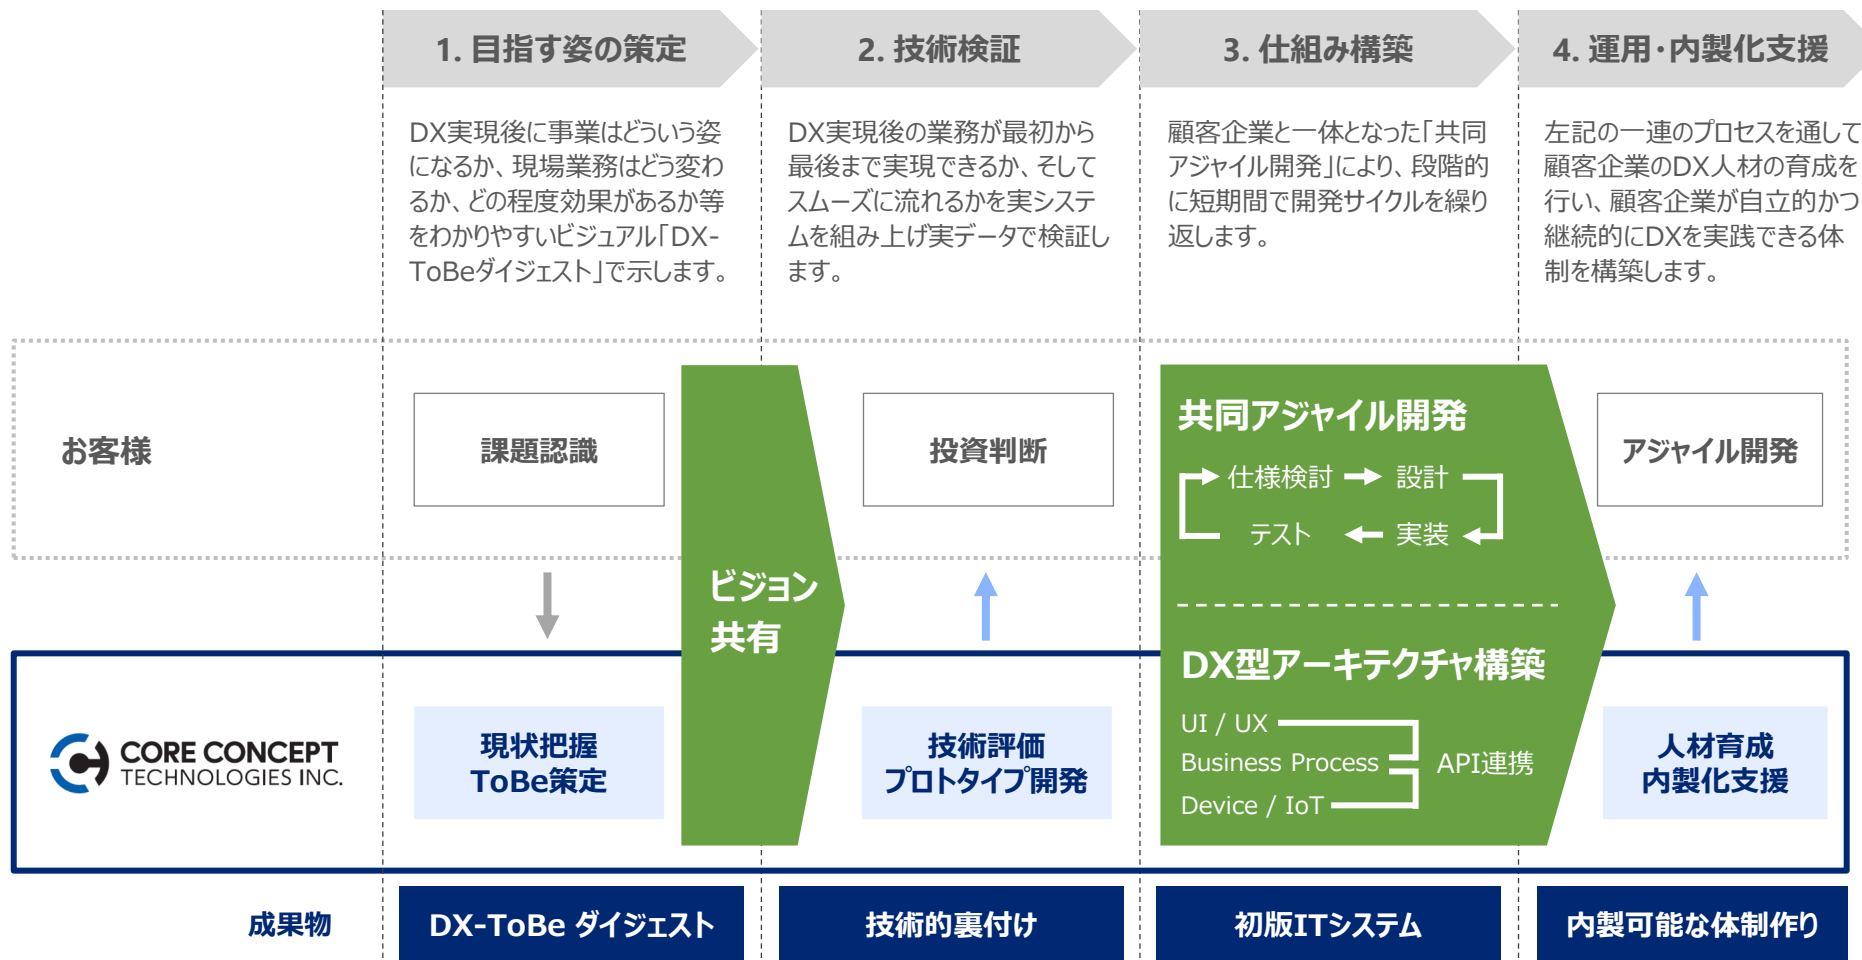 1. 目指す姿の策定
2. 技術検証
3. 仕組み構築
4. 運用・内製化支援
DX実現後に事業はどういう姿
になるか、現場業務はどう変わ
るか、どの程度効果があるか等
をわかりやすいビジュアル「DX-
ToBeダイジェスト」で示します。
DX実現後の業務が最初から
最後まで実現できるか、そして
スムーズに流れるかを実システ
ムを組み上げ実データで検証し
ます。
顧客企業と一体となった「共同
アジャイル開発」により、段階的
に短期間で開発サイクルを繰り
返します。
左記の一連のプロセスを通して
顧客企業のDX人材の育成を
行い、顧客企業が自立的かつ
継続的にDXを実践できる体
制を構築します。
お客様
課題認識
投資判断
共同アジャイル開発
仕様検討
設計
テスト
実装
アジャイル開発
ビジョン
共有
DX型アーキテクチャ構築
UI / UX
Business Process
API連携
Device / IoT
CORE CONCEPT
TECHNOLOGIES INC.
現状把握
ToBe策定
技術評価
プロトタイプ開発
人材育成
内製化支援
成果物
DX-ToBe ダイジェスト
技術的裏付け
初版ITシステム
内製可能な体制作り